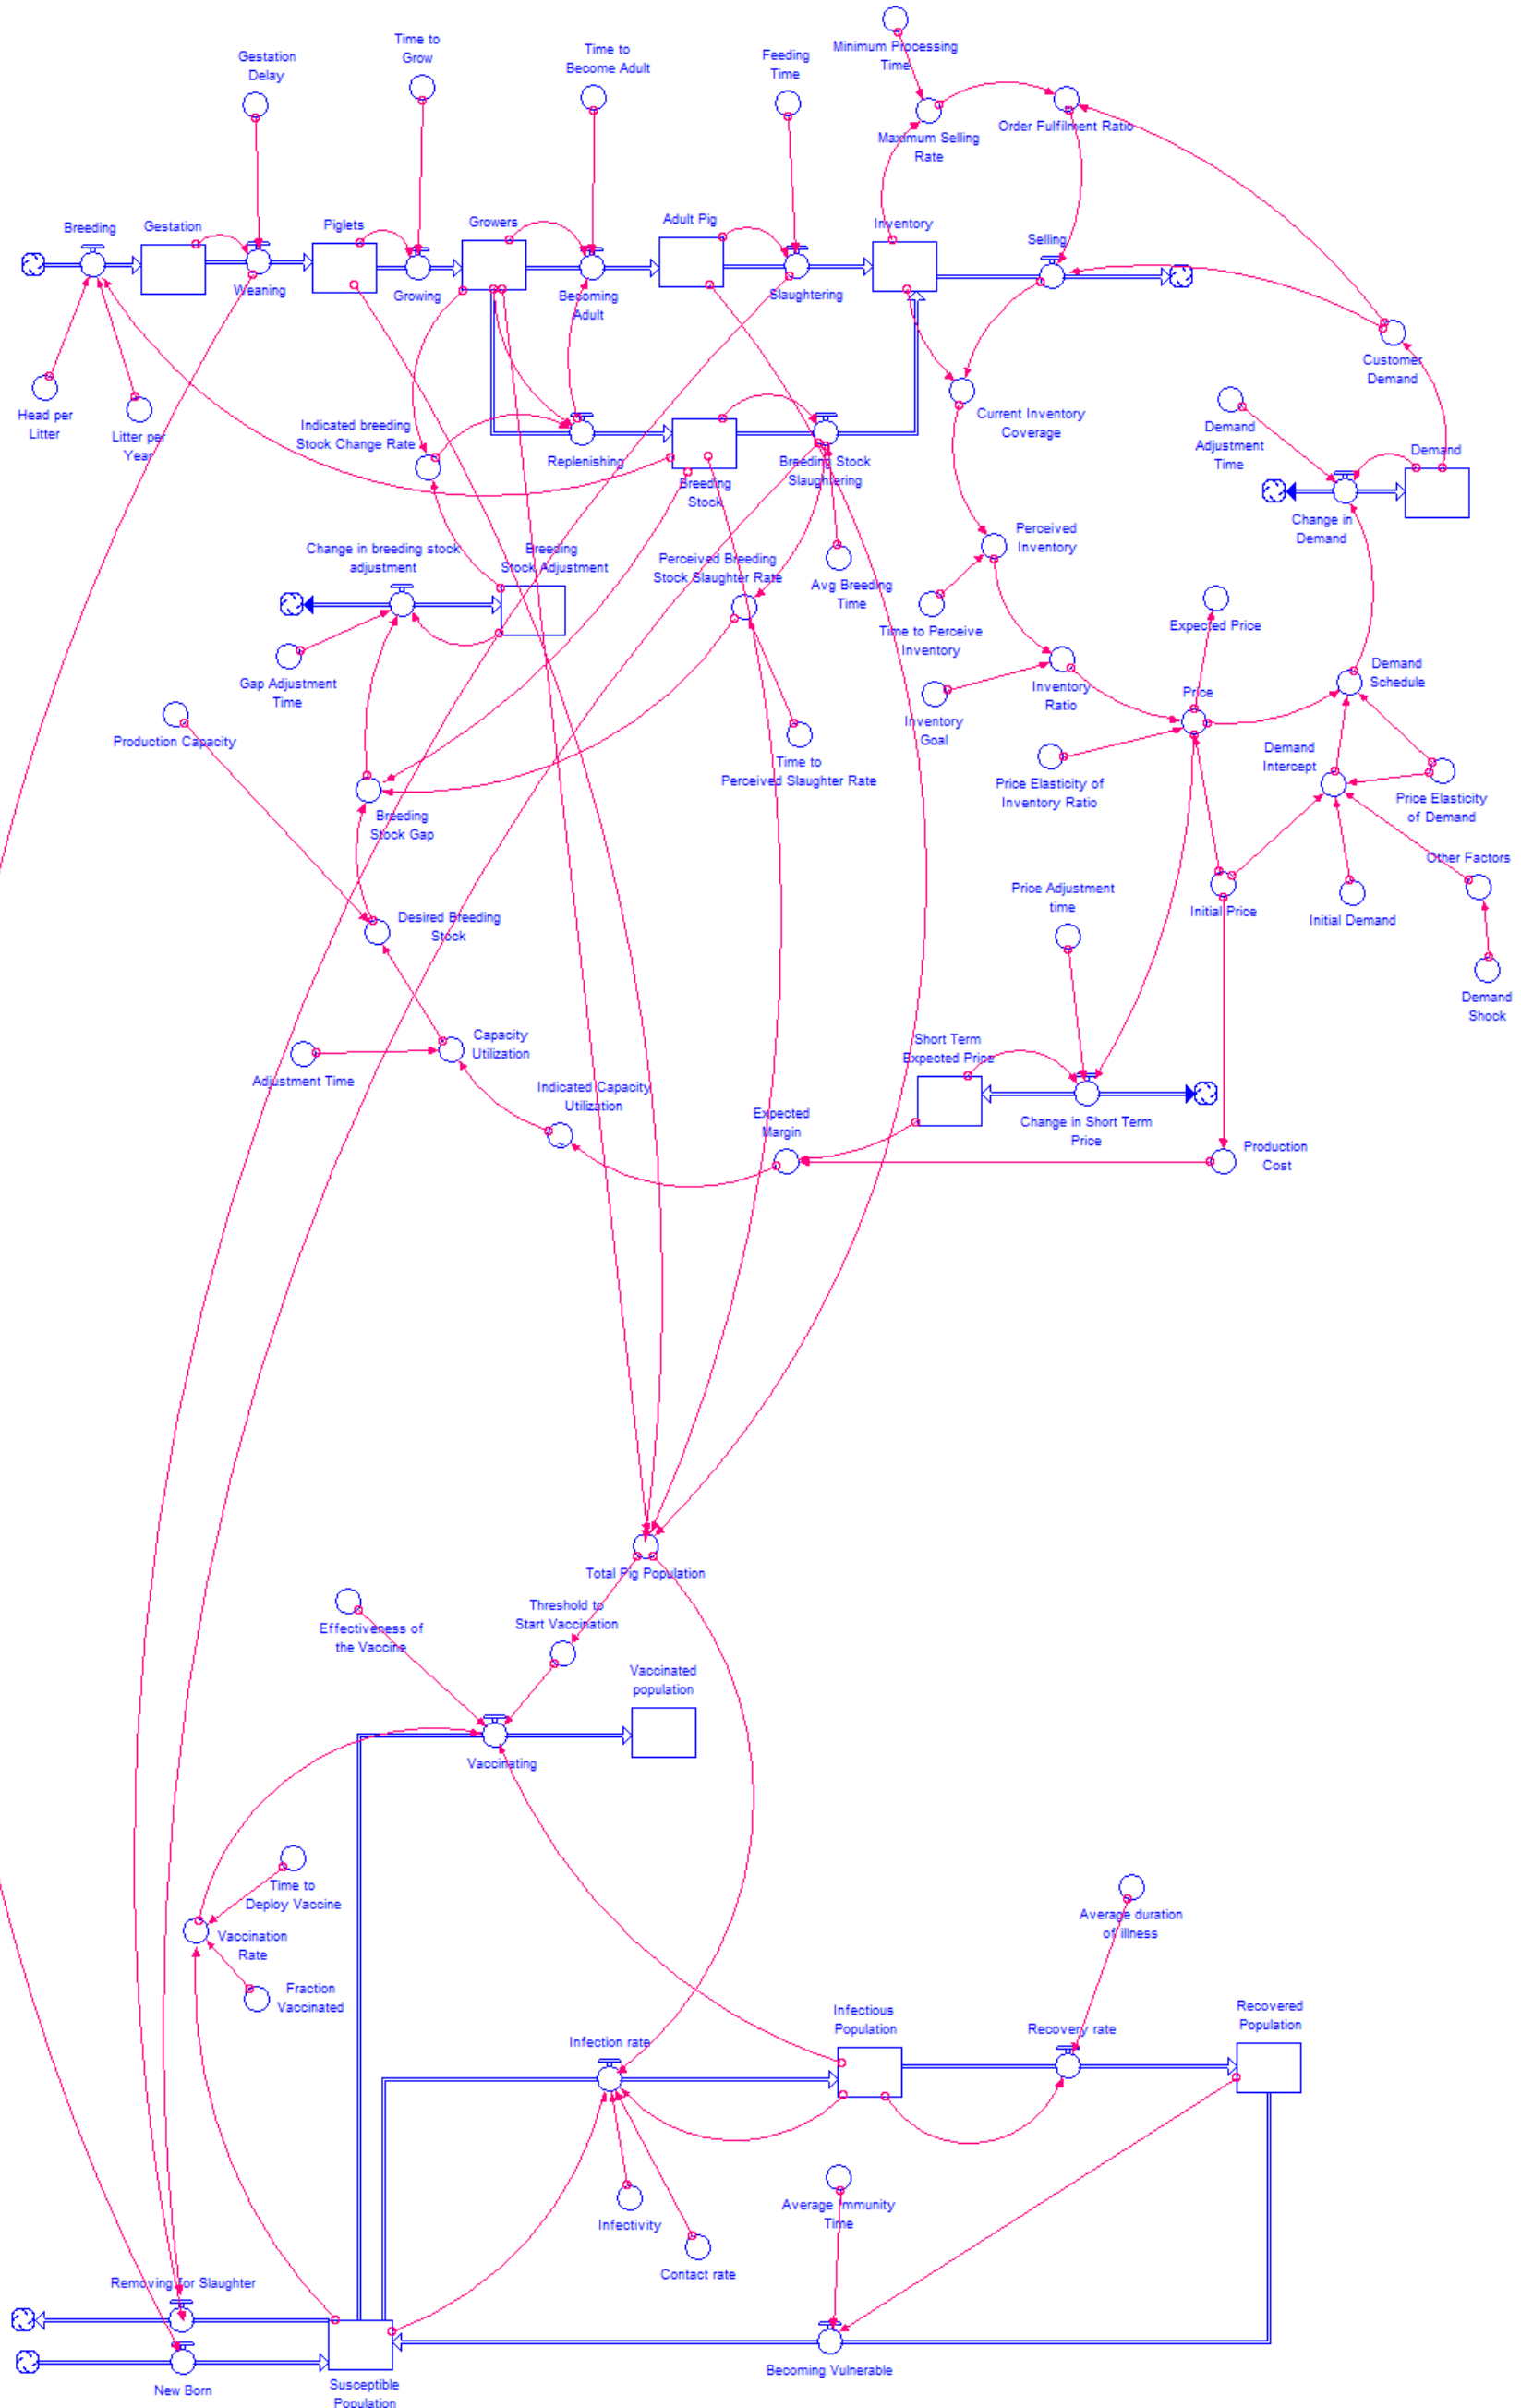 Minimum Processing
Time
Time to
Grow
Time to
Become Adult
Gestation
Delay
Feeding
Time
Maximum Selling
Rate
Order Fulfilment Ratio
Breeding
Gestation
Piglets
Growers
Adult Pig
Inventory
Selling
Weaning
Growing
Becoming
Adult
Slaughtering
Customer
Demand
Head per
Litter
Litter per
Year
Indicated breeding
Stock Change Rate
Replenishing
Breeding
Stock
Breeding Stock
Slaughtering
Current Inventory
Coverage
Demand
Adjustment
Time
Demand
Change in
Demand
Change in breeding stock
adjustment
Breeding
Stock Adjustment
Perceived Breeding
Stock Slaughter Rate
Avg Breeding
Time
Perceived
Inventory
Time to Perceive
Inventory
Expected Price
Gap Adjustment
Time
Inventory
Ratio
Demand
Schedule
Production Capacity
Inventory
Goal
Price
Time to
Perceived Slaughter Rate
Price Elasticity of
Inventory Ratio
Demand
Intercept
Price Elasticity
of Demand
Breeding
Stock Gap
Other Factors
Desired Breeding
Stock
Price Adjustment
time
Initial Price
Initial Demand
Demand
Shock
Capacity
Utilization
Adjustment Time
Short Term
Expected Price
Indicated Capacity
Utilization
Expected
Margin
Change in Short Term
Price
Production
Cost
Total Pig Population
Effectiveness of
the Vaccine
Threshold to
Start Vaccination
Vaccinated
population
Vaccinating
Time to
Deploy Vaccine
Vaccination
Rate
Fraction
Vaccinated
Average duration
of illness
Infection rate
Infectious
Population
Recovery rate
Recovered
Population
Infectivity
Contact rate
Average Immunity
Time
Removing for Slaughter
New Born
Susceptible
Population
Becoming Vulnerable